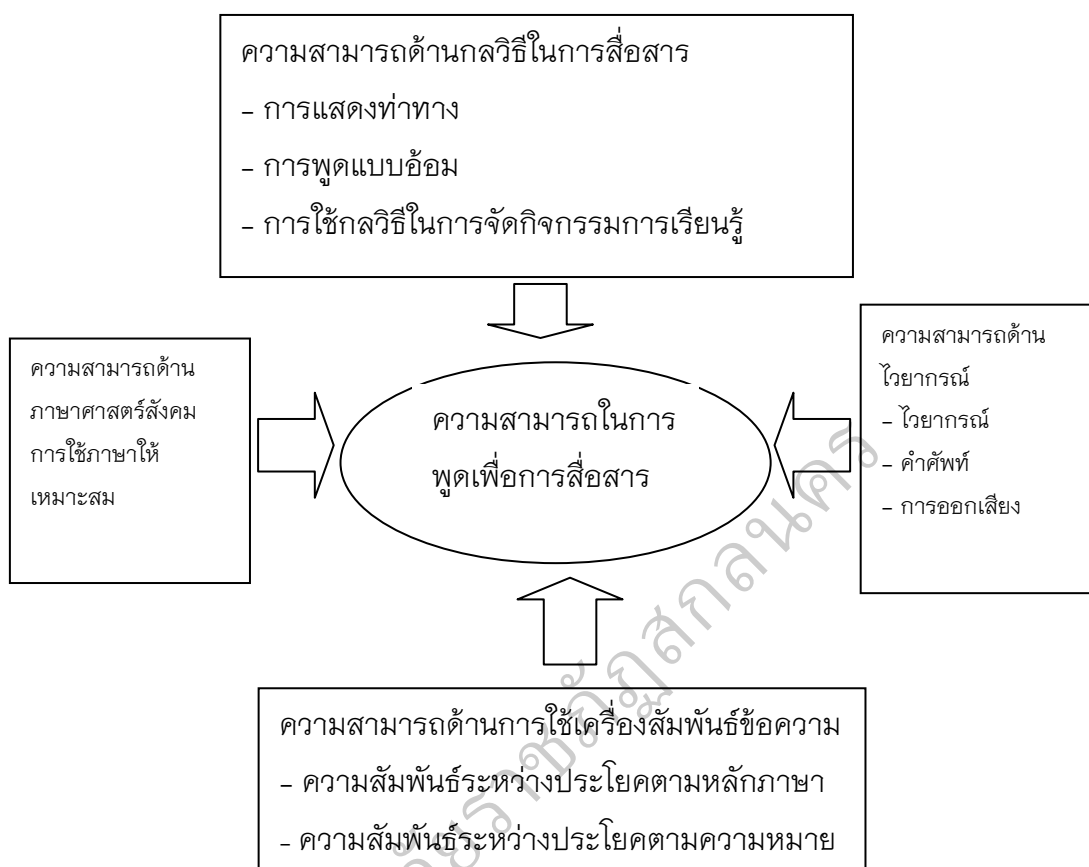 ความสามารถด้านกลวิธีในการสื่อสาร
– การแสดงท่าทาง
– การพูดแบบอ้อม
– การใช้กลวิธีในการจัดกิจกรรมการเรียนรู้
ความสามารถด้าน
ภาษาศาสตร์สังคม
การใช้ภาษาให้
เหมาะสม
ความสามารถในการ
พูดเพื่อการสื่อสาร
ความสามารถด้าน
ไวยากรณ์
– ไวยากรณ์
– คำศัพท์
– การออกเสียง
ความสามารถด้านการใช้เครื่องสัมพันธ์ข้อความ
– ความสัมพันธ์ระหว่างประโยคตามหลักภาษา
– ความสัมพันธ์ระหว่างประโยคตามความหมาย
ราชภัฏสกลนคร